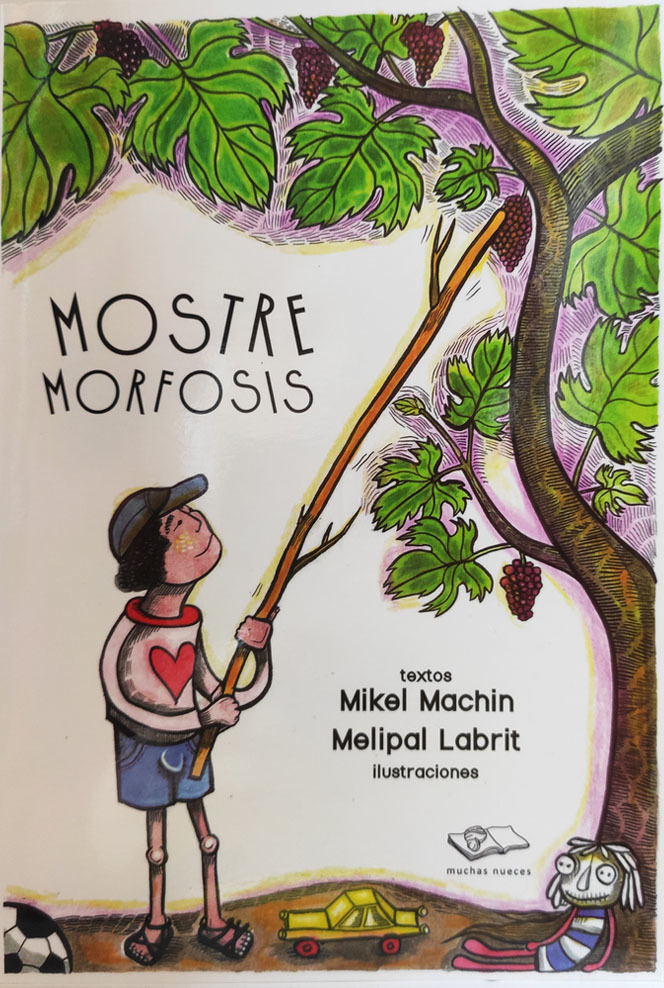 MOSTRE
MORFOSIS
textos
Mikel Machin
Melipal Labrit
ilustraciones
muchas nueces